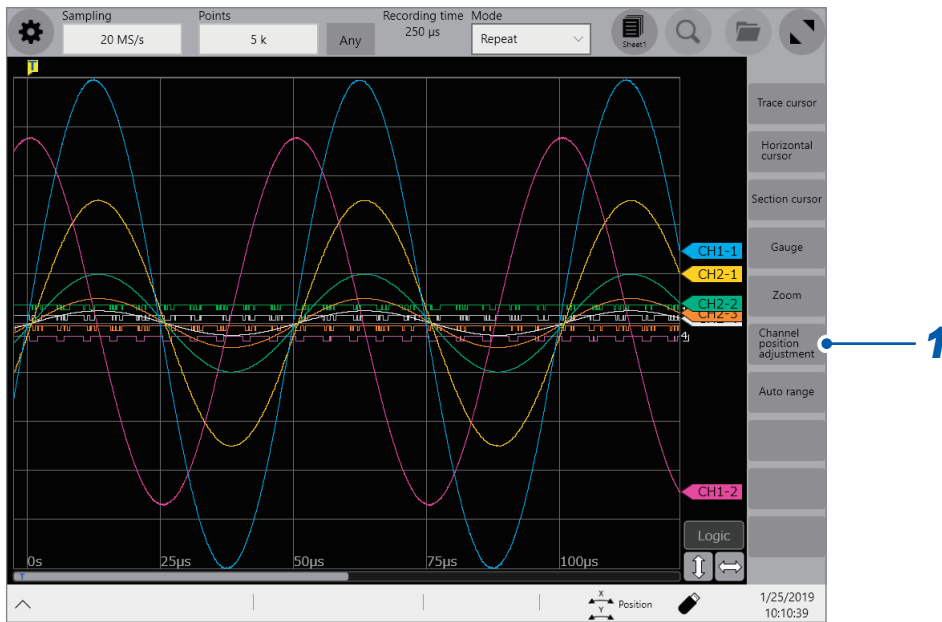 Sampling
Points
Recording time
Mode
20 MS/s
5 k
Any
250 µs
Repeat
Sheet1
T
Trace cursor
Horizontal
cursor
Section cursor
Gauge
Zoom
Channel
position
adjustment
1
Auto range
CH1-1
CH2-1
CH2-2
CH2-3
CH1-2
Logic
0s
25µs
50µs
75µs
100µs
T
X
Y
Position
1/25/2019
10:10:39